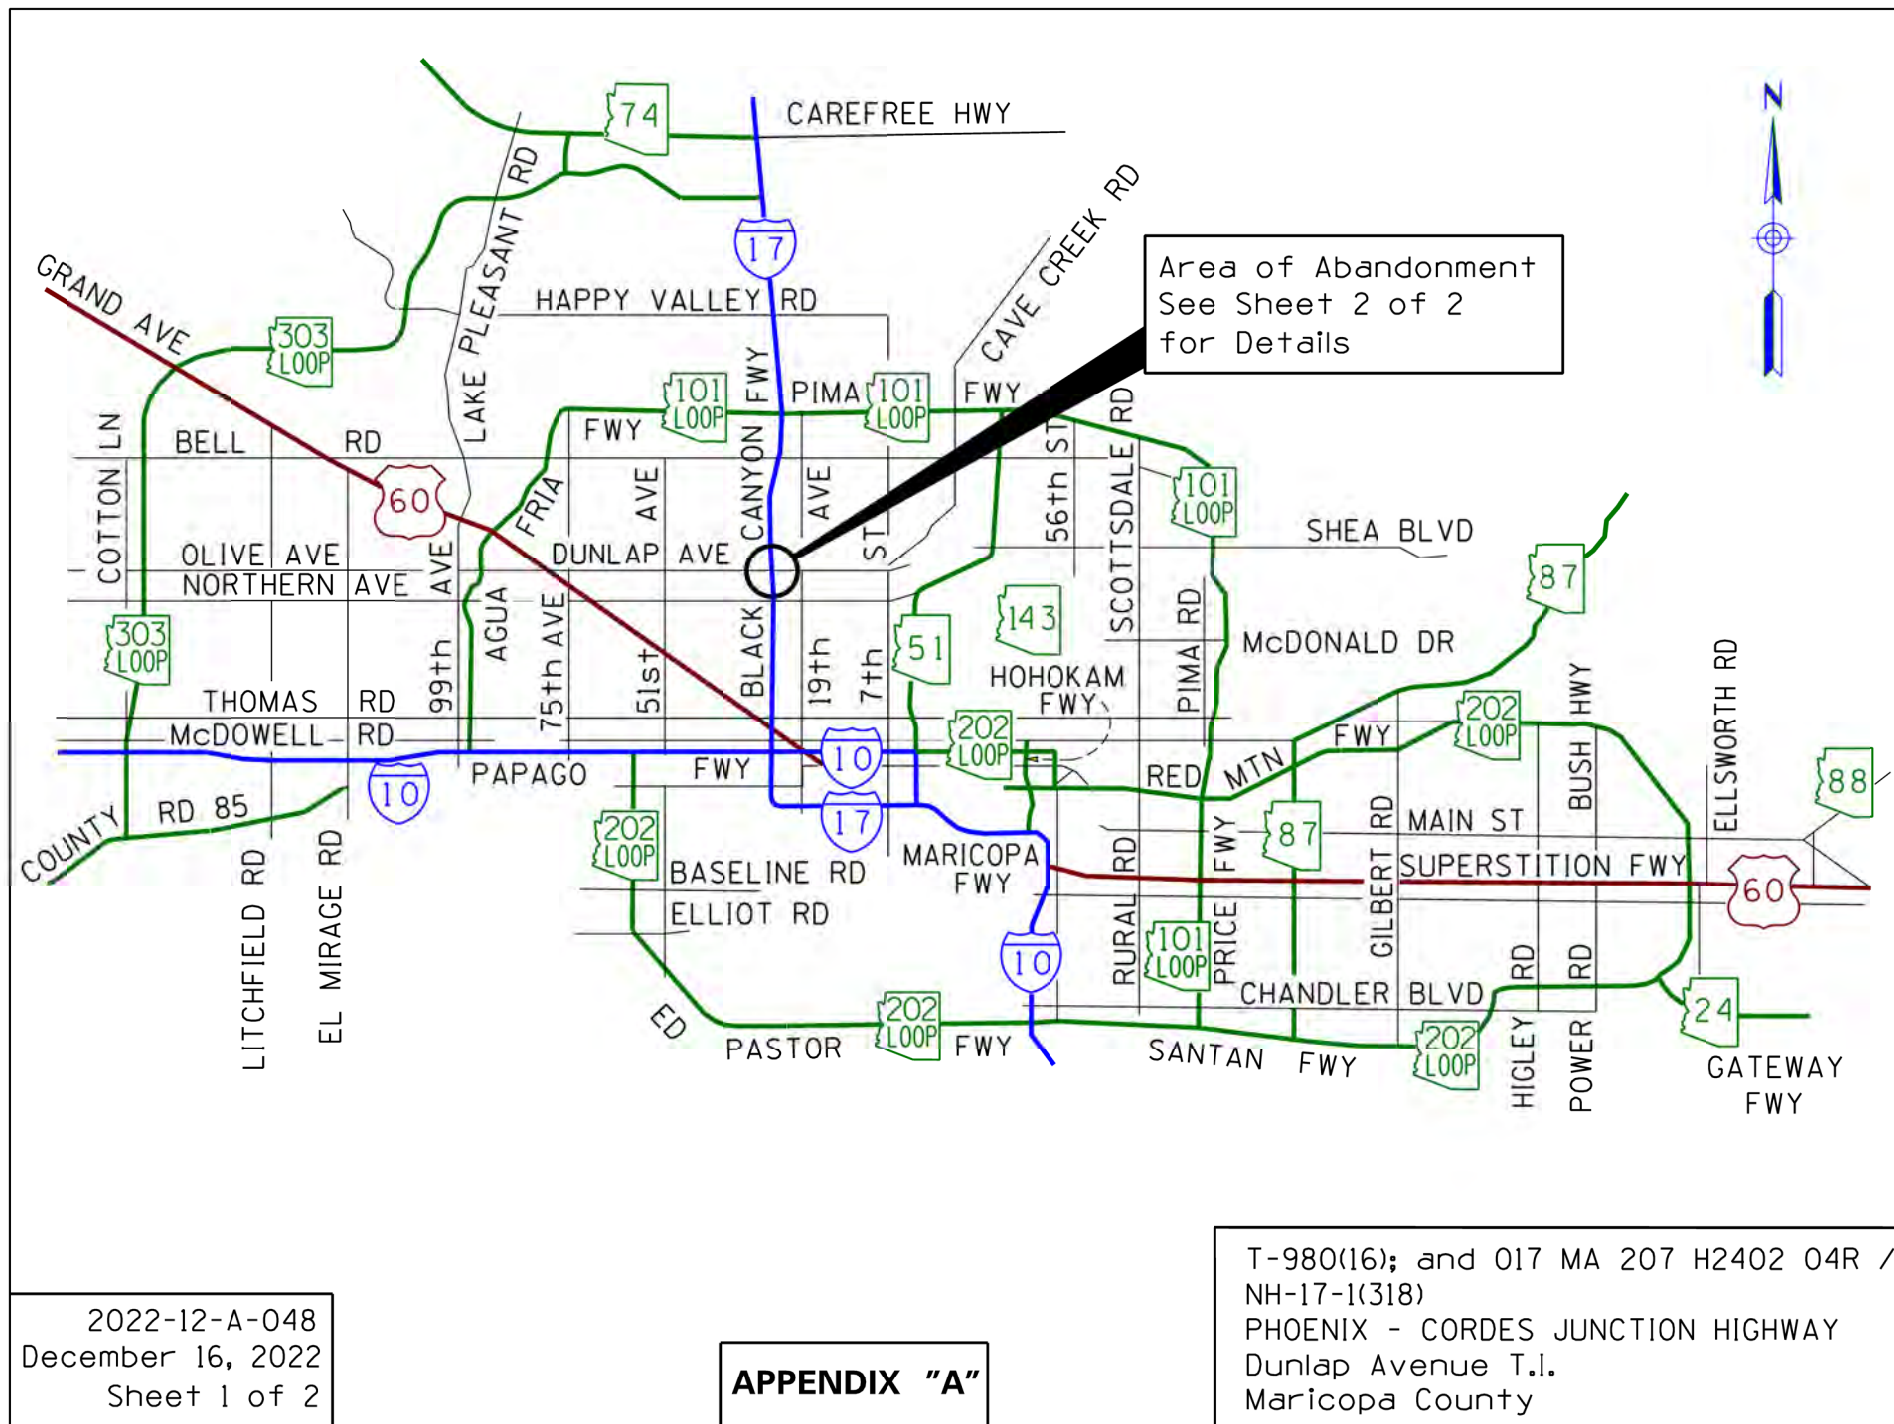 74
CAREFREE HWY
N
LAKE PLEASANT RD
17
CAVE CREEK RD
Area of Abandonment
See Sheet 2 of 2
for Details
GRAND AVE
HAPPY VALLEY RD
303
LOOP
101
LOOP
PIMA
101
LOOP
FWY
FWY
BELL RD
60
COTTON LN
AGUA FRIA
BLACK CANYON FWY
56th ST
SCOTTSDALE RD
101
LOOP
SHEA BLVD
OLIVE AVE
DUNLAP AVE
NORTHERN AVE
99th AVE
75th AVE
51st AVE
19th AVE
7th ST
87
303
LOOP
51
143
PIMA RD
McDONALD DR
HOHOKAM
FWY
THOMAS RD
McDOWELL RD
202
LOOP
202
LOOP
FWY
BUSH HWY
ELLSWORTH RD
10
10
PAPAGO FWY
RED MTN
88
COUNTY RD 85
17
202
LOOP
87
MAIN ST
LITCHFIELD RD
EL MIRAGE RD
BASELINE RD
ELLIOT RD
MARICOPA
FWY
SUPERSTITION FWY
60
RURAL RD
PRICE FWY
GILBERT RD
10
101
LOOP
CHANDLER BLVD
HIGLEY RD
POWER RD
24
ED PASTOR FWY
202
LOOP
SANTAN FWY
202
LOOP
GATEWAY
FWY
2022-12-A-048
December 16, 2022
Sheet 1 of 2
APPENDIX "A"
T-980(16); and 017 MA 207 H2402 04R /
NH-17-1(318)
PHOENIX - CORDES JUNCTION HIGHWAY
Dunlap Avenue T.I.
Maricopa County